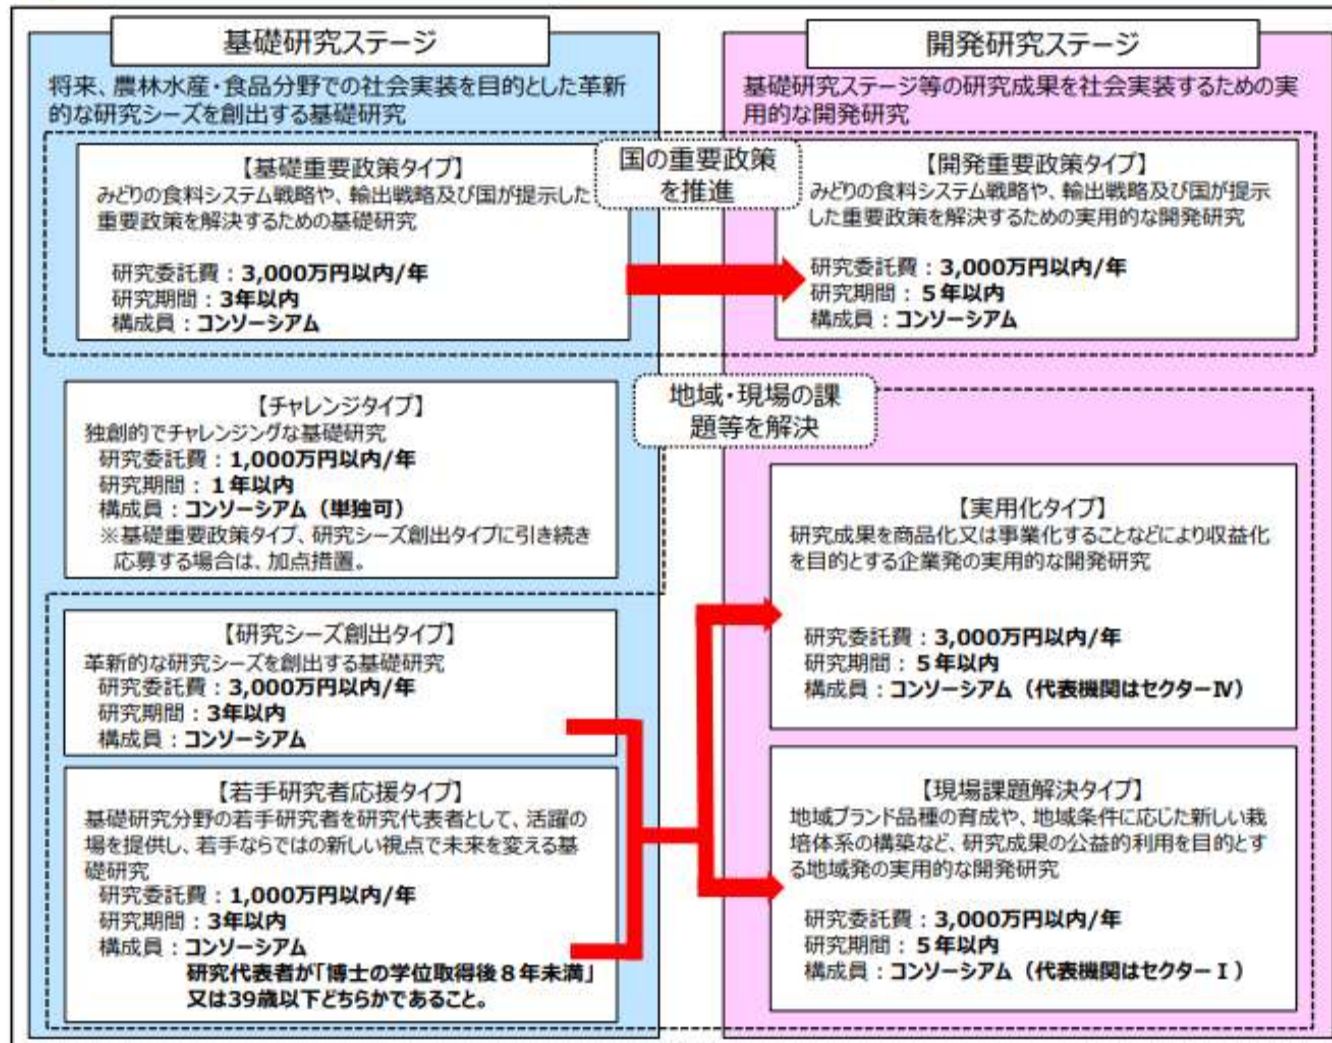 基礎研究ステージ
将来、農林水産・食品分野での社会実装を目的とした革新
的な研究シーズを創出する基礎研究
【基礎重要政策タイプ】
みどりの食料システム戦略や、輸出戦略及び国が提示した
重要政策を解決するための基礎研究
研究委託費：3,000万円以内/年
研究期間：3年以内
構成員：コンソーシアム
【チャレンジタイプ】
独創的でチャレンジングな基礎研究
研究委託費：1,000万円以内/年
研究期間：１年以内
構成員：コンソーシアム（単独可）
※基礎重要政策タイプ、研究シーズ創出タイプに引き続き
応募する場合は、加点措置。
【研究シーズ創出タイプ】
革新的な研究シーズを創出する基礎研究
研究委託費：3,000万円以内/年
研究期間：3年以内
構成員：コンソーシアム
【若手研究者応援タイプ】
基礎研究分野の若手研究者を研究代表者として、活躍の
場を提供し、若手ならではの新しい視点で未来を変える基
礎研究
研究委託費：1,000万円以内/年
研究期間：3年以内
構成員：コンソーシアム
研究代表者が「博士の学位取得後８年未満」
又は39歳以下どちらかであること。
国の重要政策
を推進
地域・現場の課
題等を解決
開発研究ステージ
基礎研究ステージ等の研究成果を社会実装するための実
用的な開発研究
【開発重要政策タイプ】
みどりの食料システム戦略や、輸出戦略及び国が提示
した重要政策を解決するための実用的な開発研究
研究委託費：3,000万円以内/年
研究期間：５年以内
構成員：コンソーシアム
【実用化タイプ】
研究成果を商品化又は事業化することなどにより収益化
を目的とする企業発の実用的な開発研究
研究委託費：3,000万円以内/年
研究期間：５年以内
構成員：コンソーシアム（代表機関はセクターⅣ）
【現場課題解決タイプ】
地域ブランド品種の育成や、地域条件に応じた新しい栽
培体系の構築など、研究成果の公益的利用を目的とす
る地域発の実用的な開発研究
研究委託費：3,000万円以内/年
研究期間：５年以内
構成員：コンソーシアム（代表機関はセクターⅠ）